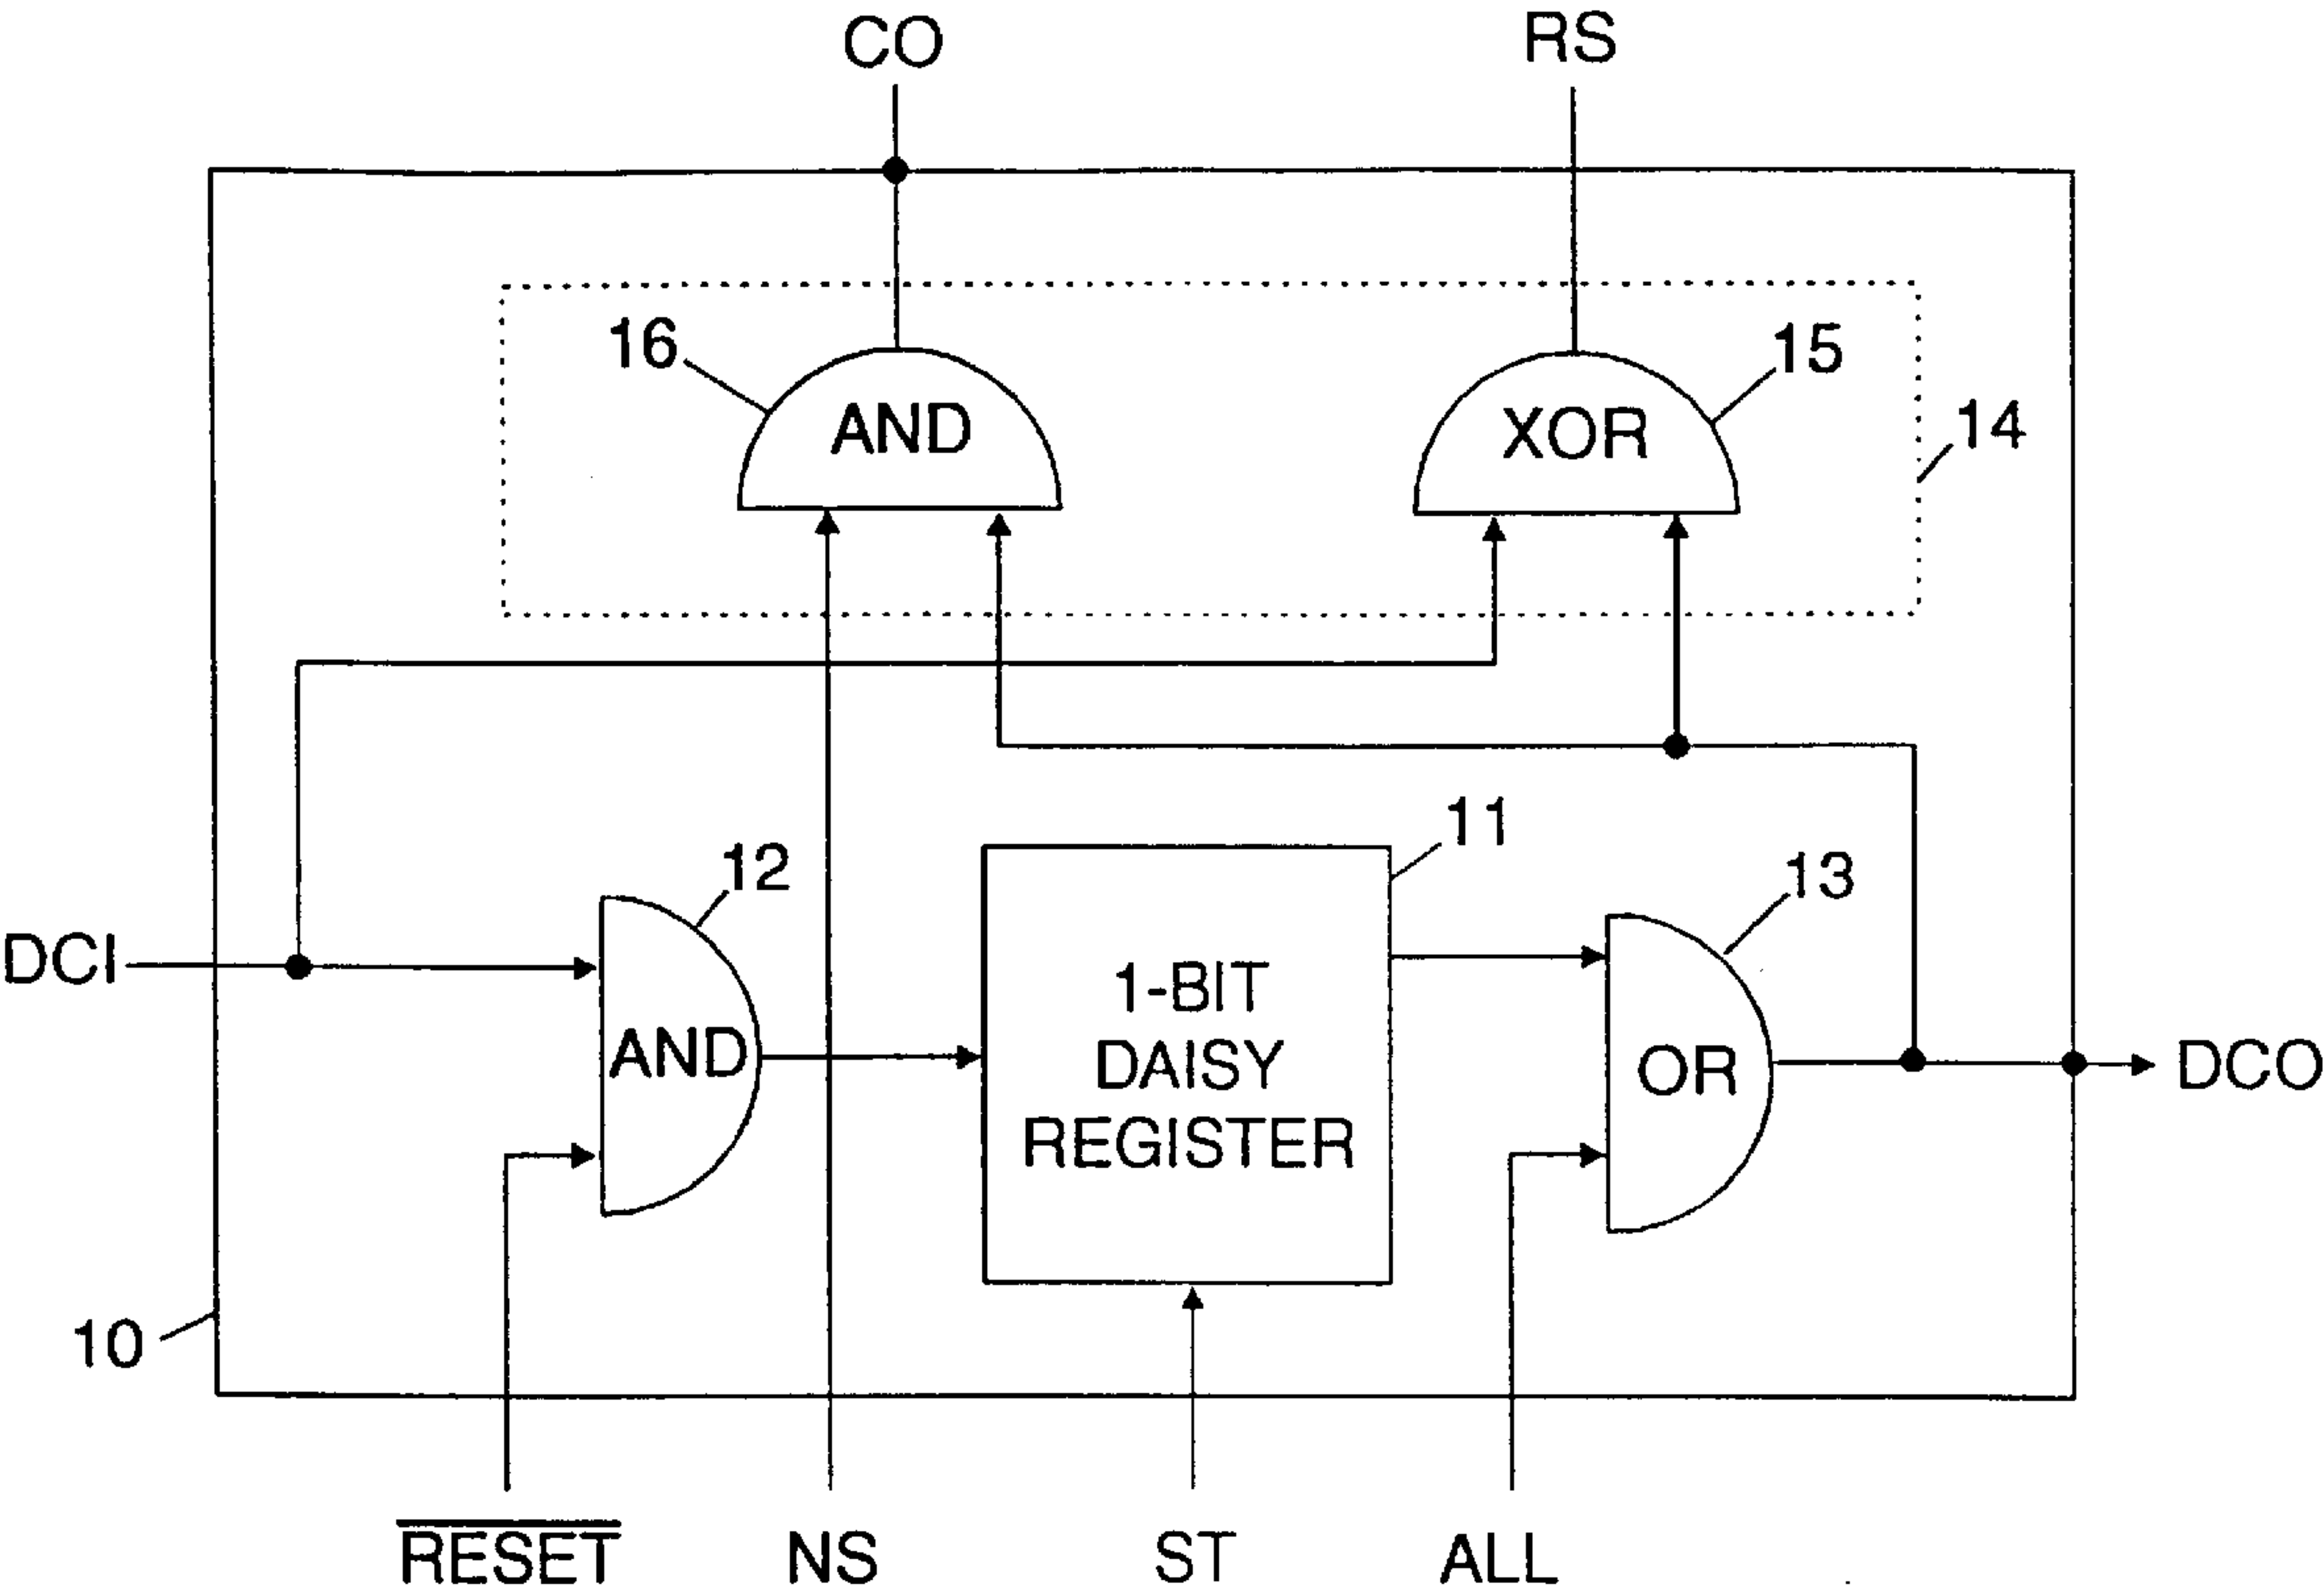 CO
RS
16
AND
XOR
15
14
11
12
13
DCI
AND
1-BIT
DAISY
REGISTER
OR
DCO
10
RESET
NS
ST
ALL